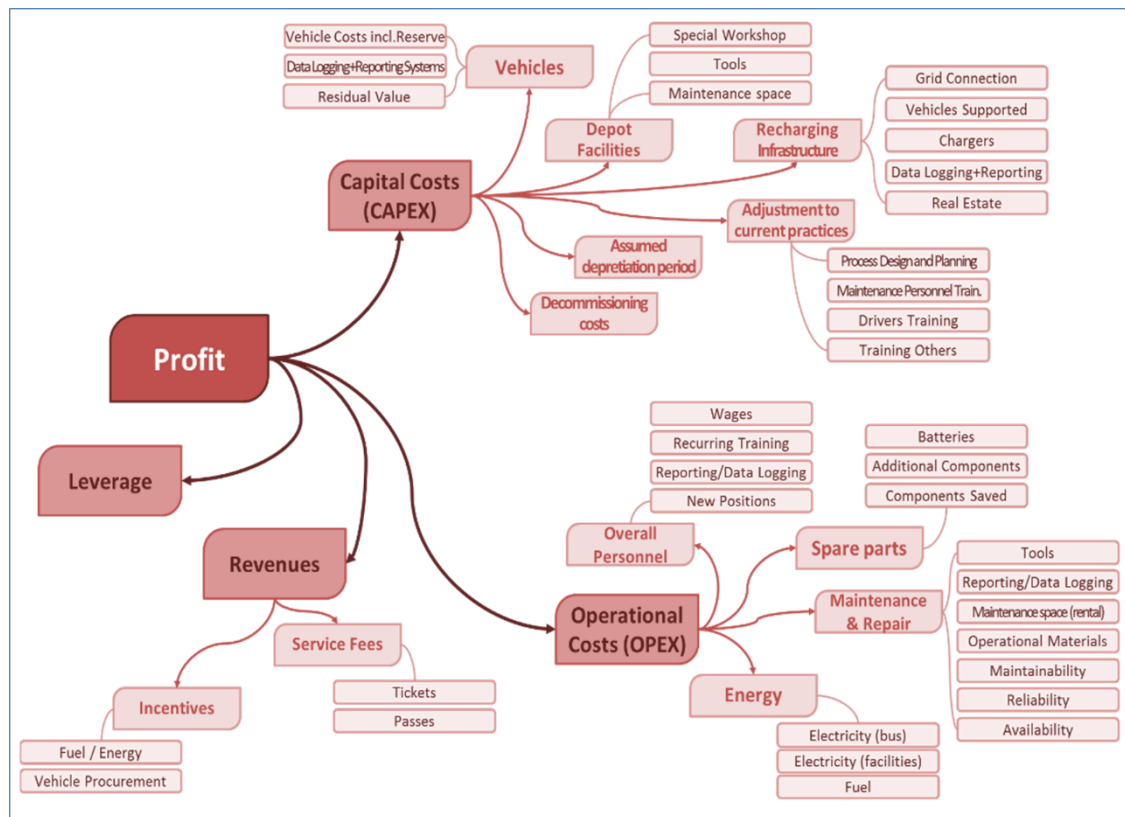 Vehicle Costs incl.Reserve
Data Logging+Reporting Systems
Residual Value
Vehicles
Special Workshop
Tools
Maintenance space
Depot
Facilities
Recharging
Infrastructure
Grid Connection
Vehicles Supported
Chargers
Data Logging+Reporting
Real Estate
Capital Costs
(CAPEX)
Adjustment to
current practices
Process Design and Planning
Maintenance Personnel Train.
Drivers Training
Training Others
Assumed
depretiation period
Decommissioning
costs
Profit
Leverage
Revenues
Service Fees
Tickets
Passes
Incentives
Fuel / Energy
Vehicle Procurement
Operational
Costs (OPEX)
Wages
Recurring Training
Reporting/Data Logging
New Positions
Overall
Personnel
Batteries
Additional Components
Components Saved
Spare parts
Maintenance
& Repair
Tools
Reporting/Data Logging
Maintenance space (rental)
Operational Materials
Maintainability
Reliability
Availability
Energy
Electricity (bus)
Electricity (facilities)
Fuel